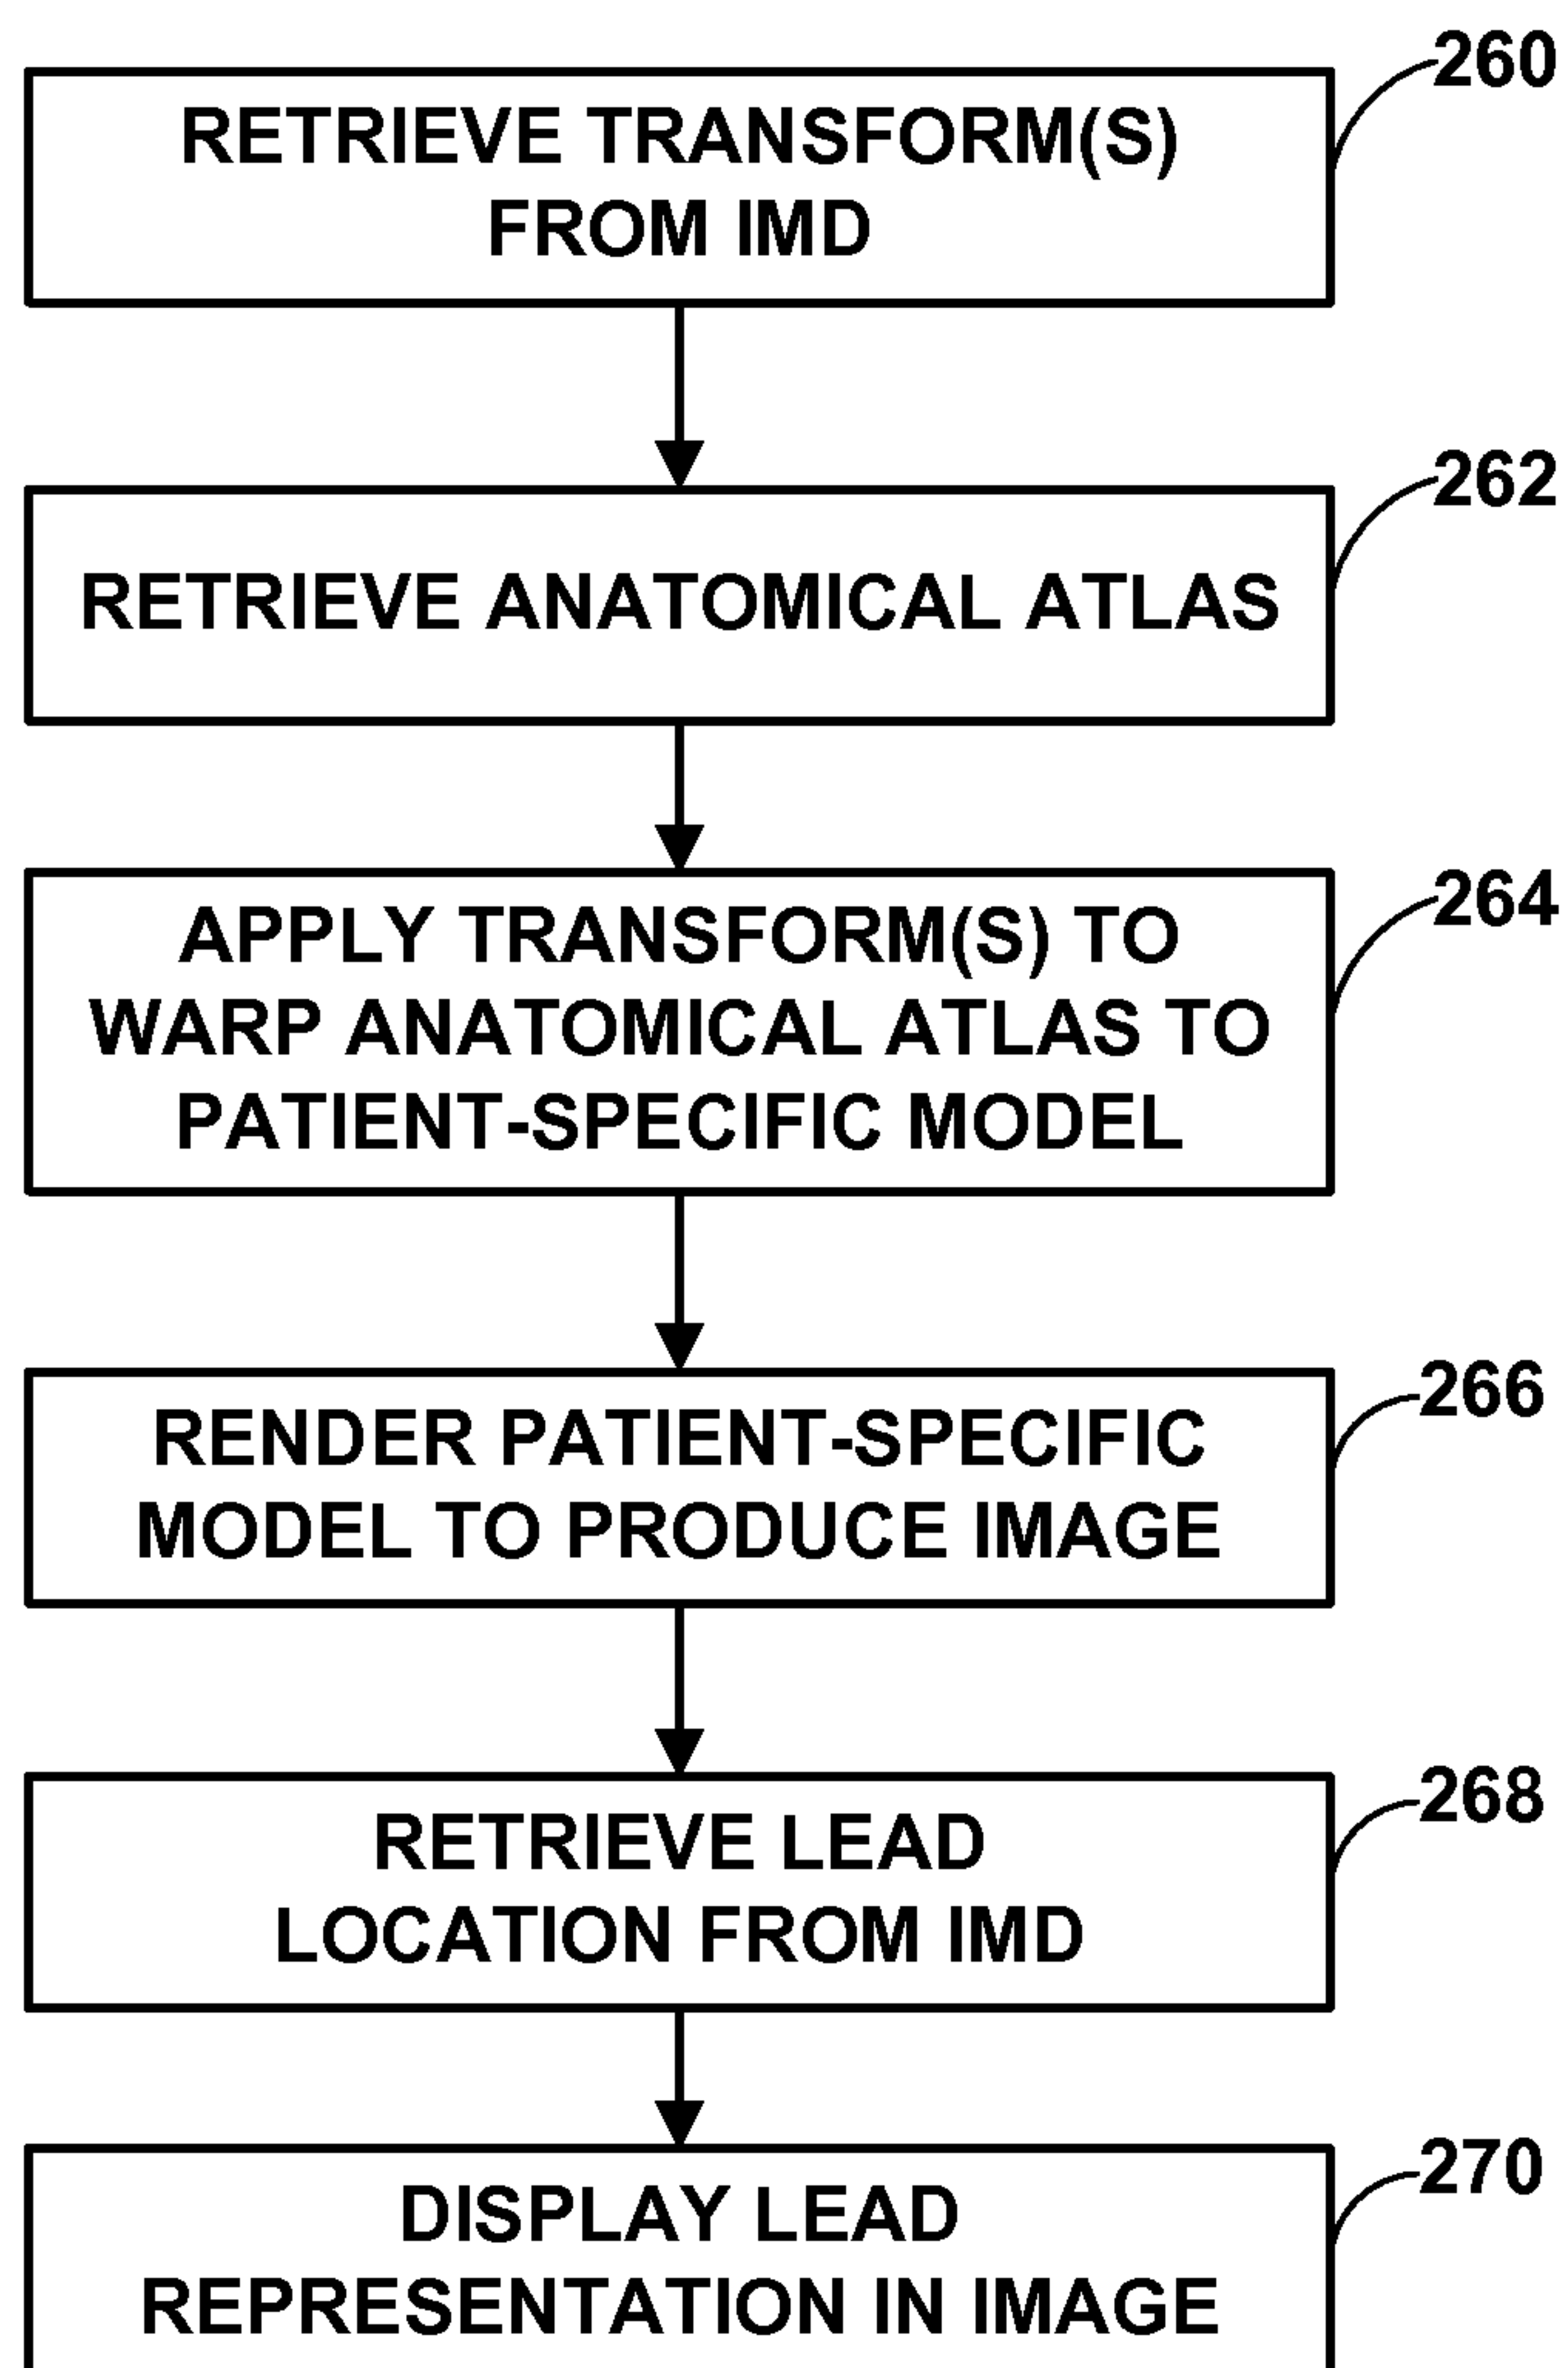 260
RETRIEVE TRANSFORM(S)
FROM IMD
262
RETRIEVE ANATOMICAL ATLAS
264
APPLY TRANSFORM(S) TO
WARP ANATOMICAL ATLAS TO
PATIENT-SPECIFIC MODEL
266
RENDER PATIENT-SPECIFIC
MODEL TO PRODUCE IMAGE
268
RETRIEVE LEAD
LOCATION FROM IMD
270
DISPLAY LEAD
REPRESENTATION IN IMAGE